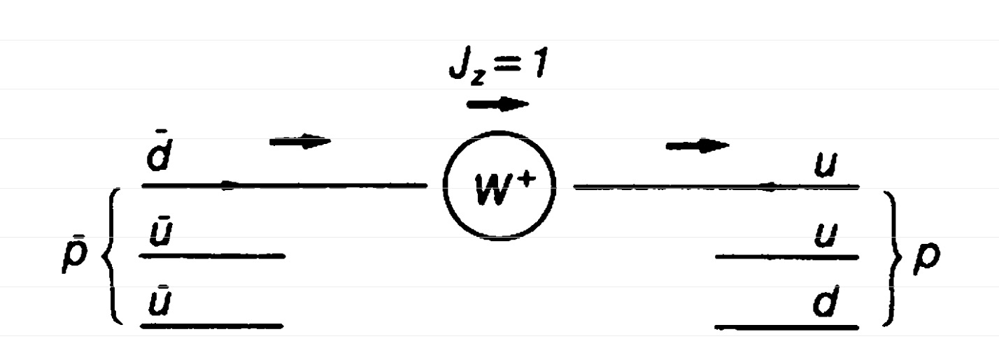 J_z = 1
d̄ u
W⁺
ū u
p̄ p
ū d